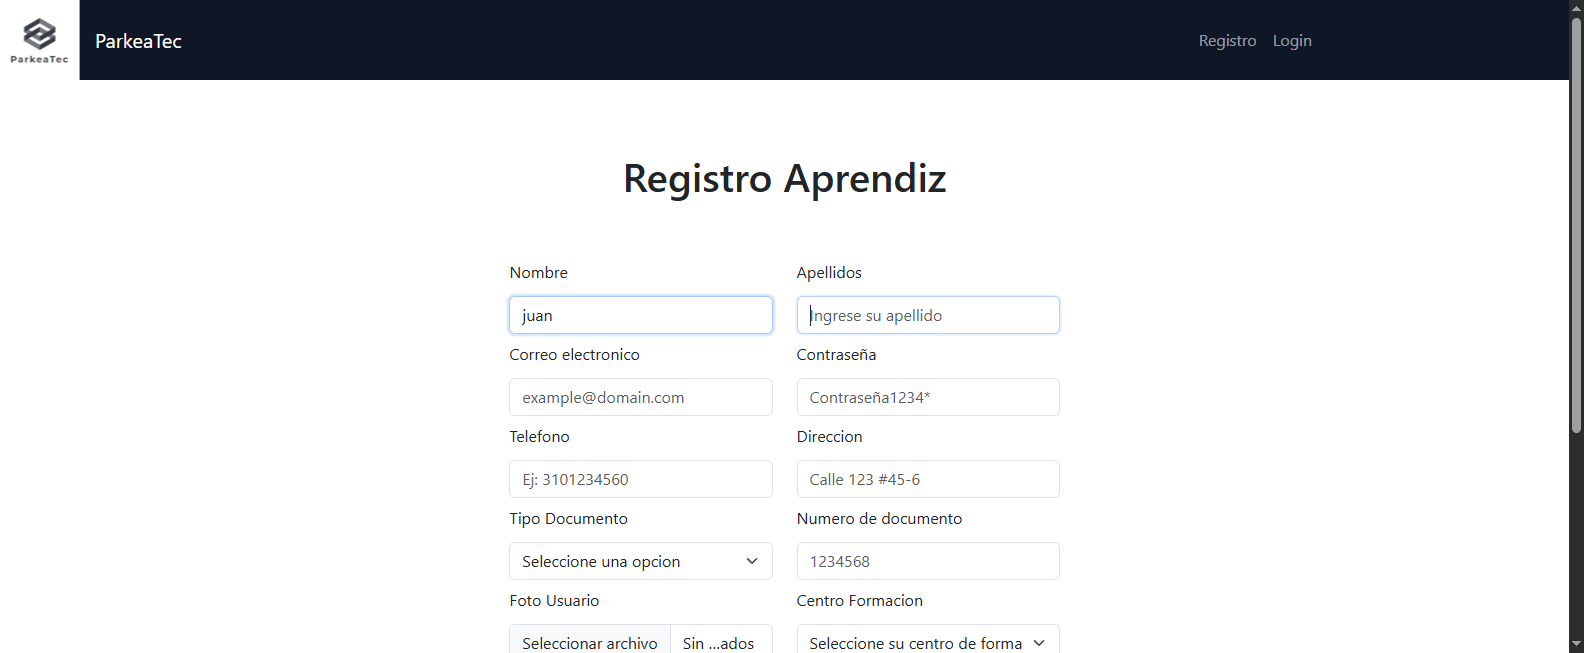 ParkeaTec
ParkeaTec
Registro Login
Registro Aprendiz
Nombre Apellidos
juan Ingrese su apellido
Correo electronico Contraseña
example@domain.com Contraseña1234*
Telefono Direccion
Ej: 3101234560 Calle 123 #45-6
Tipo Documento Numero de documento
Seleccione una opcion 1234568
Foto Usuario Centro Formacion
Seleccionar archivo Sin ...ados Seleccione su centro de forma